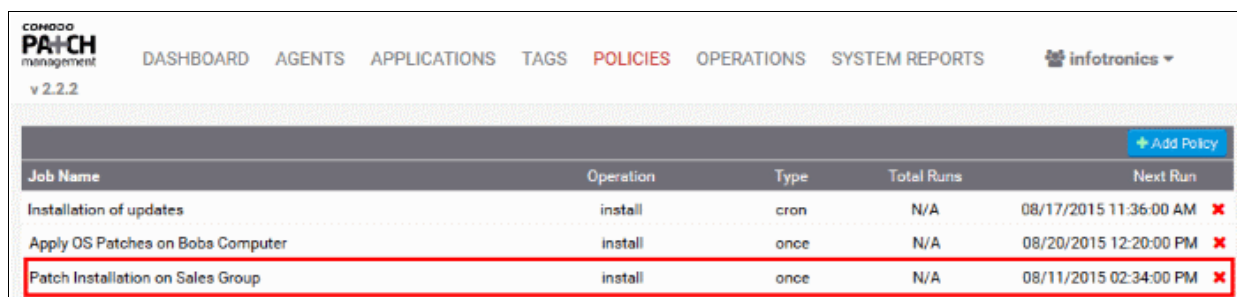 COMODO
PATCH
management
v 2.2.2
DASHBOARD AGENTS APPLICATIONS TAGS POLICIES OPERATIONS SYSTEM REPORTS infotronics
+ Add Policy
Job Name Operation Type Total Runs Next Run
Installation of updates install cron N/A 08/17/2015 11:36:00 AM
Apply OS Patches on Bobs Computer install once N/A 08/20/2015 12:20:00 PM
Patch Installation on Sales Group install once N/A 08/11/2015 02:34:00 PM